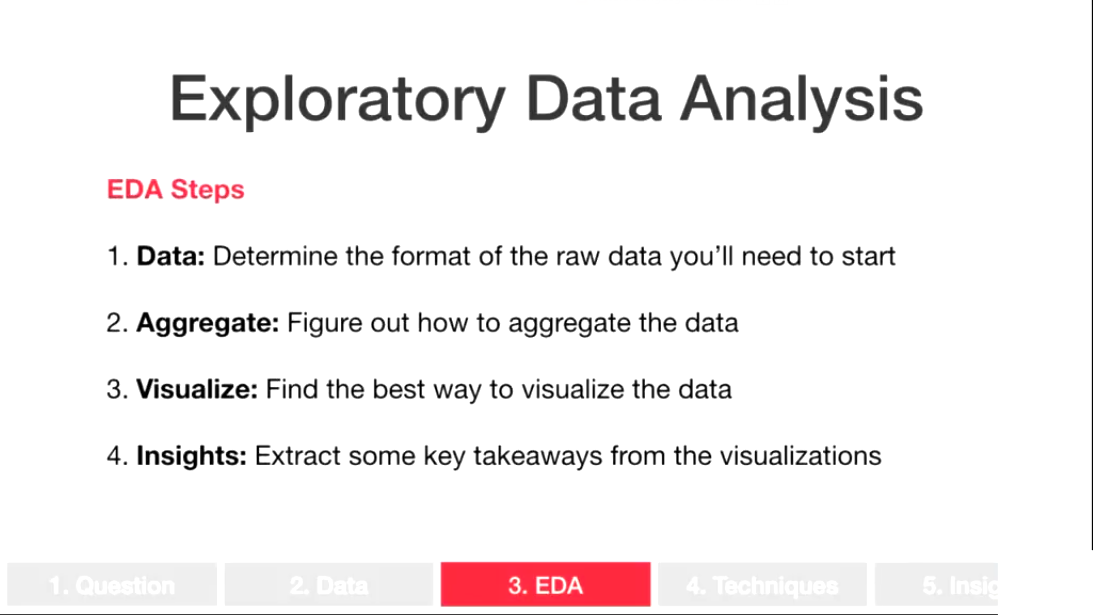 Exploratory Data Analysis
EDA Steps
1. Data: Determine the format of the raw data you’ll need to start
2. Aggregate: Figure out how to aggregate the data
3. Visualize: Find the best way to visualize the data
4. Insights: Extract some key takeaways from the visualizations
1. Question 2. Data 3. EDA 4. Techniques 5. Insig